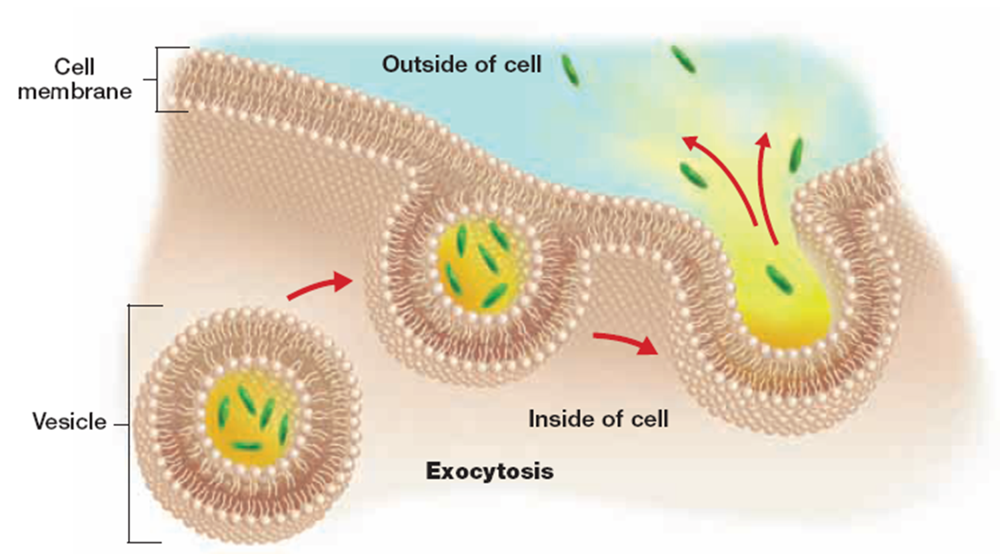 Outside of cell
Cell
membrane
Vesicle
Inside of cell
Exocytosis